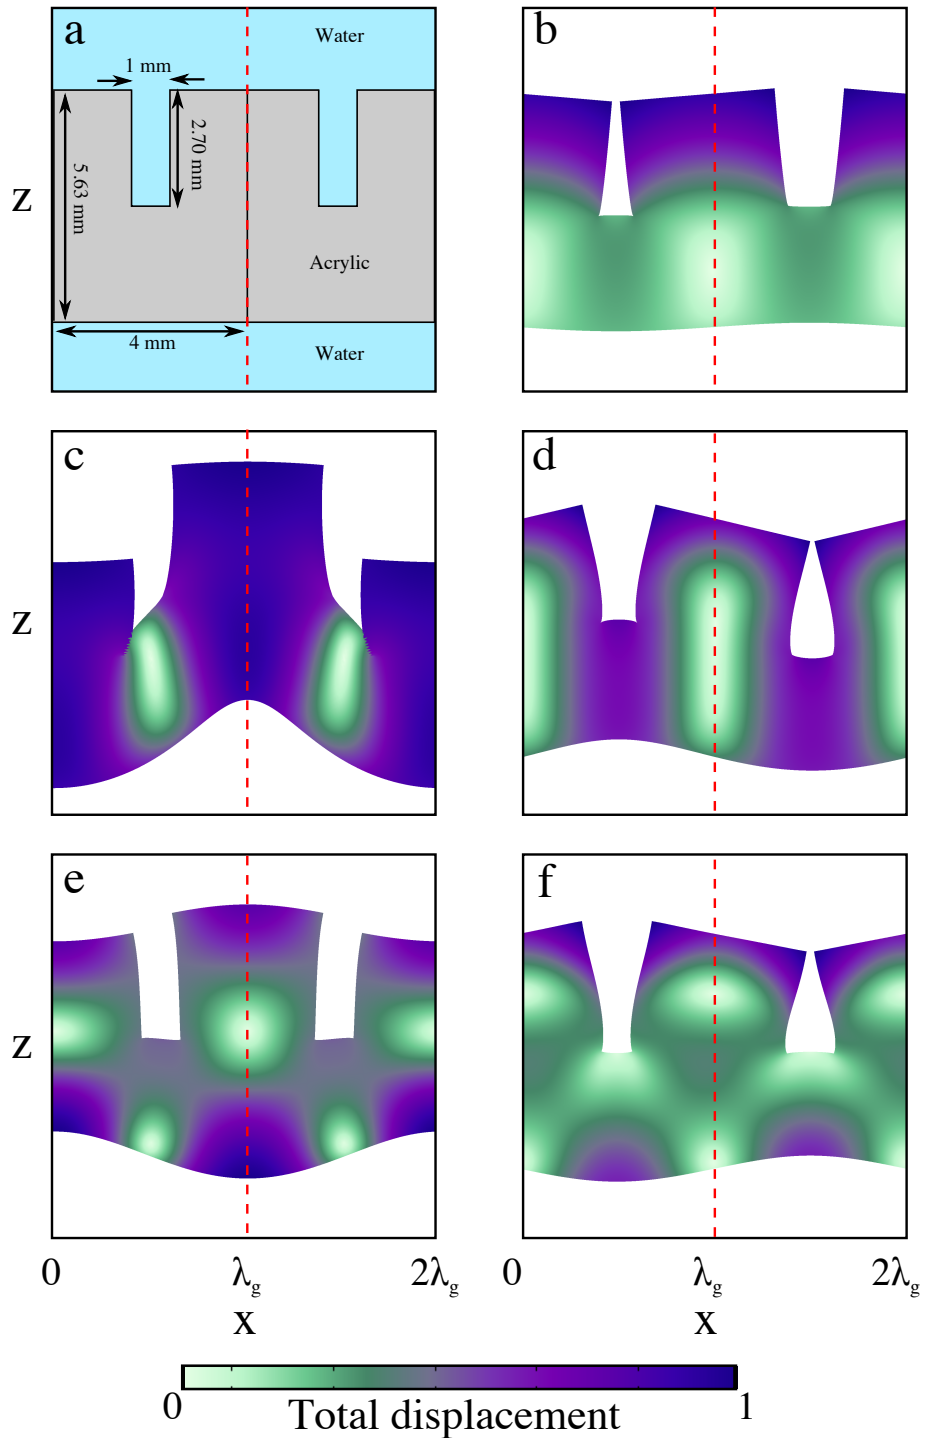 a
Water
1 mm
2.70 mm
5.63 mm
Acrylic
4 mm
Water
z
b
c
d
z
e
f
z
0 λg 2λg
x
0 λg 2λg
x
0 Total displacement 1